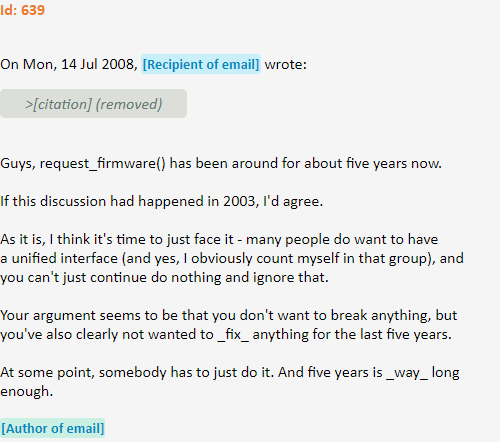 Id: 639
On Mon, 14 Jul 2008, [Recipient of email] wrote:
>[citation] (removed)
Guys, request_firmware() has been around for about five years now.
If this discussion had happened in 2003, I'd agree.
As it is, I think it's time to just face it - many people do want to have
a unified interface (and yes, I obviously count myself in that group), and
you can't just continue do nothing and ignore that.
Your argument seems to be that you don't want to break anything, but
you've also clearly not wanted to _fix_ anything for the last five years.
At some point, somebody has to just do it. And five years is _way_ long
enough.
[Author of email]